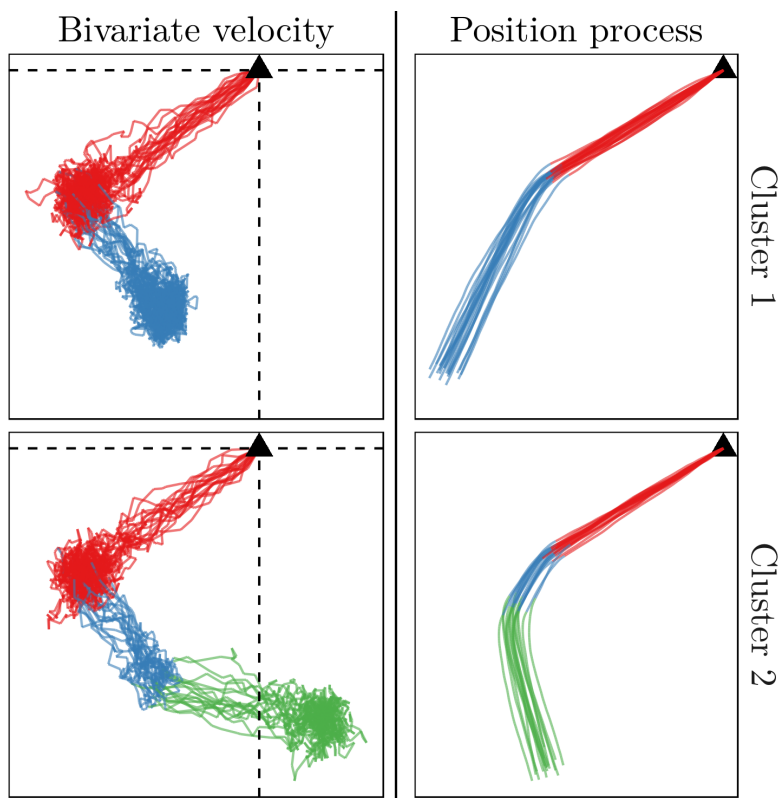 Bivariate velocity
Position process
Cluster 1
Cluster 2